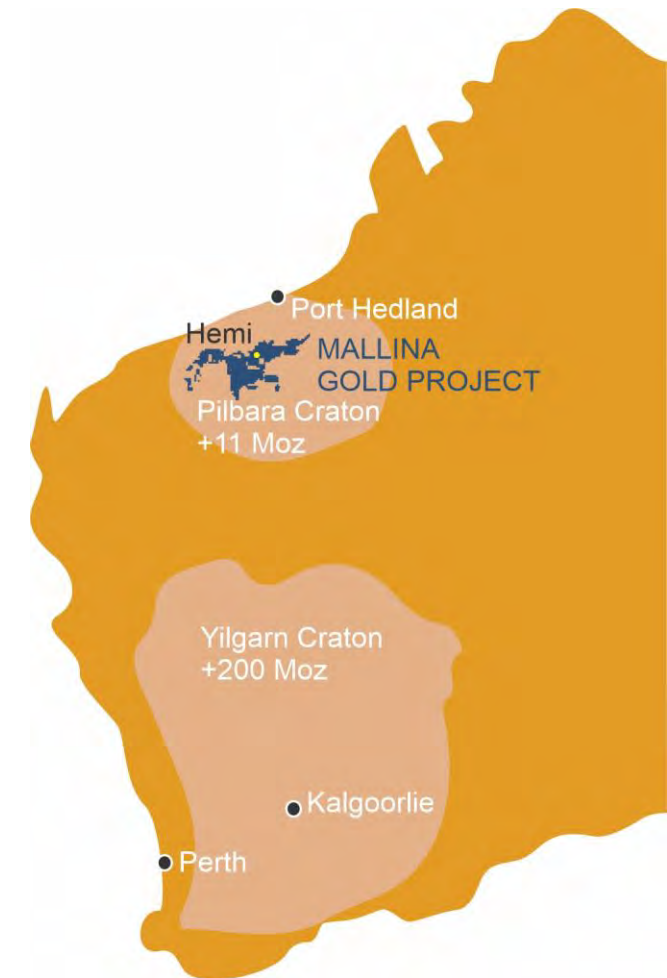 Port Hedland
Hemi
MALLINA
GOLD PROJECT
Pilbara Craton
+11 Moz
Yilgarn Craton
+200 Moz
Kalgoorlie
Perth